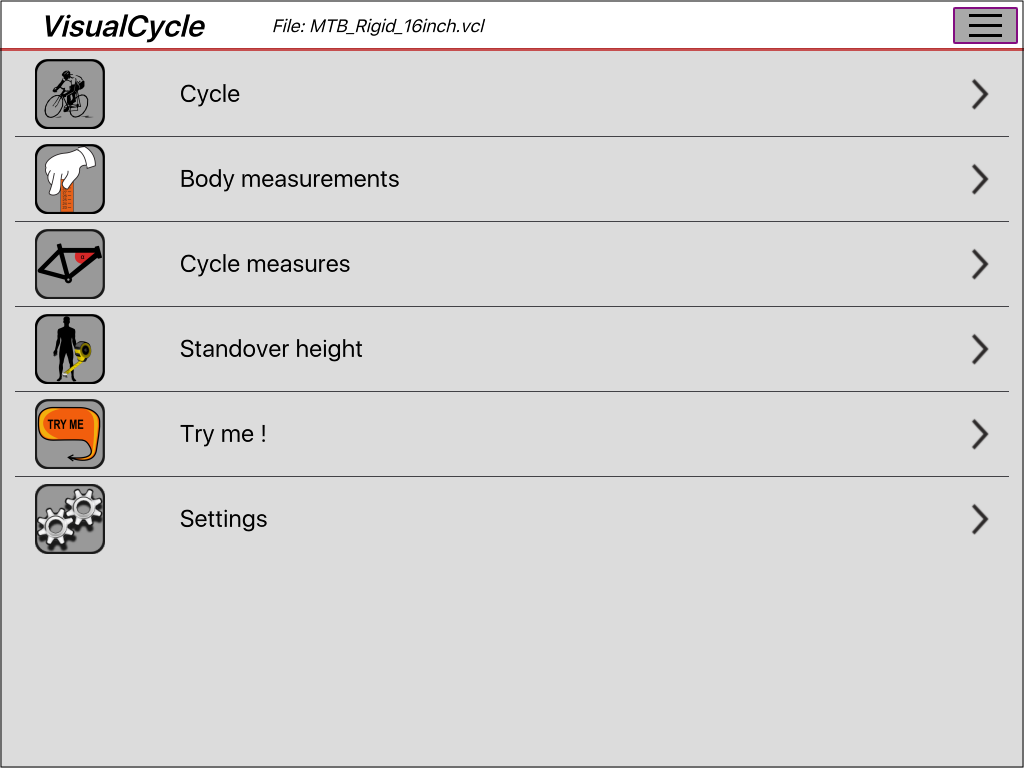 VisualCycle File: MTB_Rigid_16inch.vcl
Cycle
Body measurements
Cycle measures
Standover height
TRY ME
Try me !
Settings